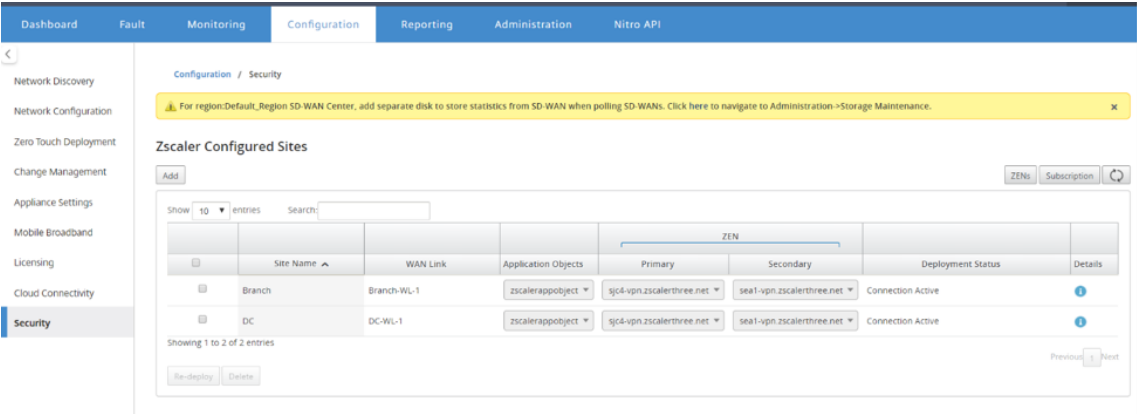 Dashboard Fault Monitoring Configuration Reporting Administration Nitro API
Network Discovery
Network Configuration
Zero Touch Deployment
Change Management
Appliance Settings
Mobile Broadband
Licensing
Cloud Connectivity
Security
Configuration / Security
For region:Default_Region SD-WAN Center, add separate disk to store statistics from SD-WAN when polling SD-WANs. Click here to navigate to Administration->Storage Maintenance. x
Zscaler Configured Sites
Add ZENs Subscription
Show 10 entries Search:
ZEN
Site Name WAN Link Application Objects Primary Secondary Deployment Status Details
Branch Branch-WL-1 zscalerappobject sjc4-vpn.zscalerthree.net sea1-vpn.zscalerthree.net Connection Active
DC DC-WL-1 zscalerappobject sjc4-vpn.zscalerthree.net sea1-vpn.zscalerthree.net Connection Active
Showing 1 to 2 of 2 entries
Previous 1 Next
Re-deploy Delete